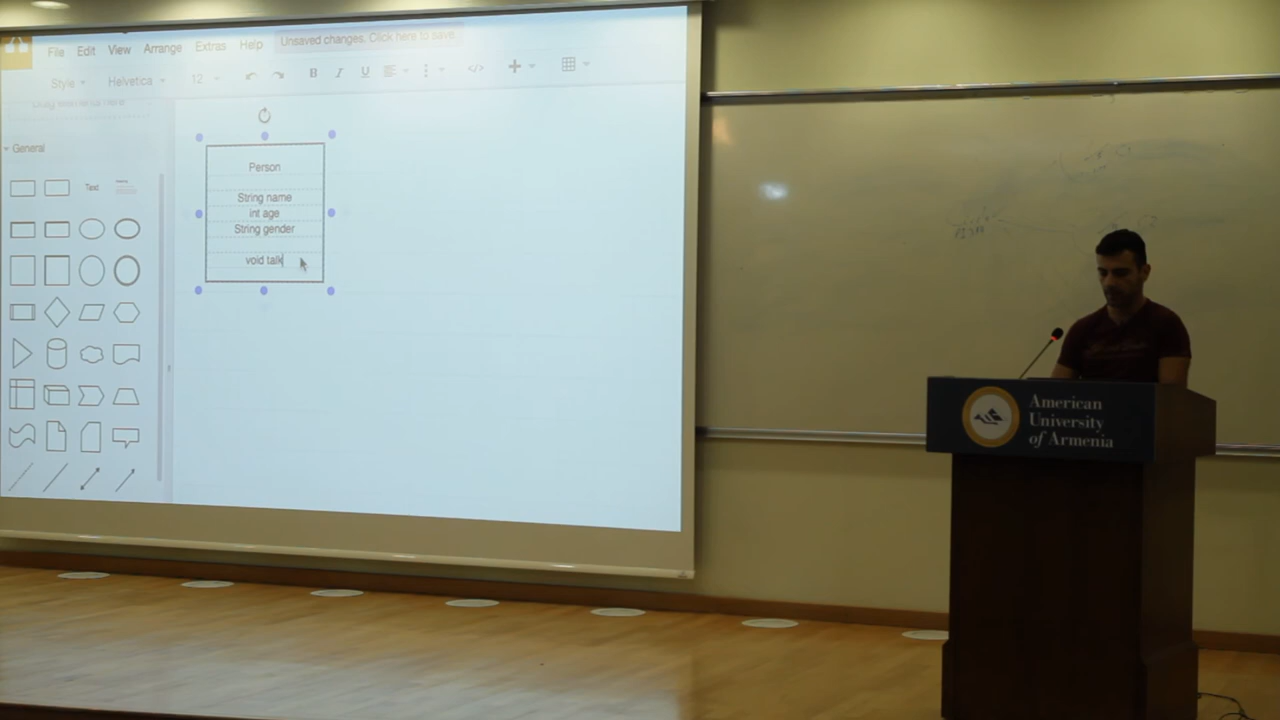 File Edit View Arrange Extras Help Unsaved changes. Click here to save.
Style Helvetica 12 B I U </>
General
Text
Person
String name
int age
String gender
void talk
American
University
of Armenia